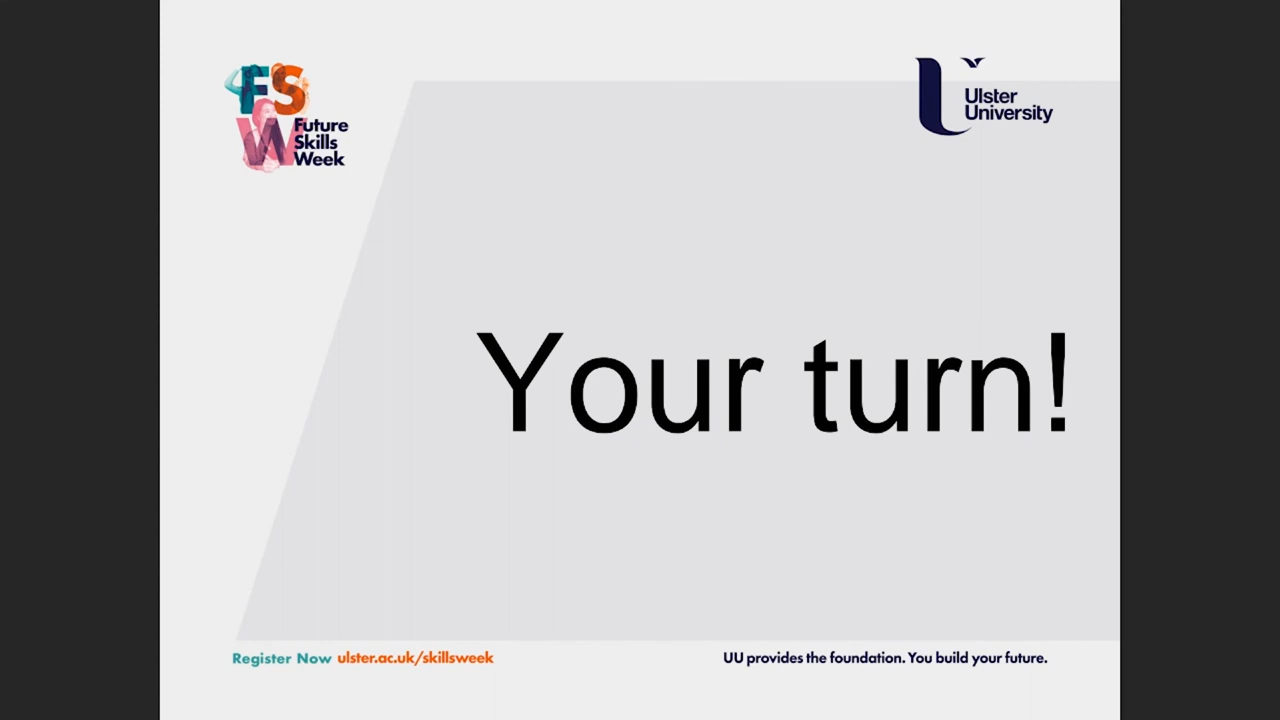 FS
W
Future
Skills
Week
Ulster
University
Your turn!
Register Now ulster.ac.uk/skillsweek
UU provides the foundation. You build your future.